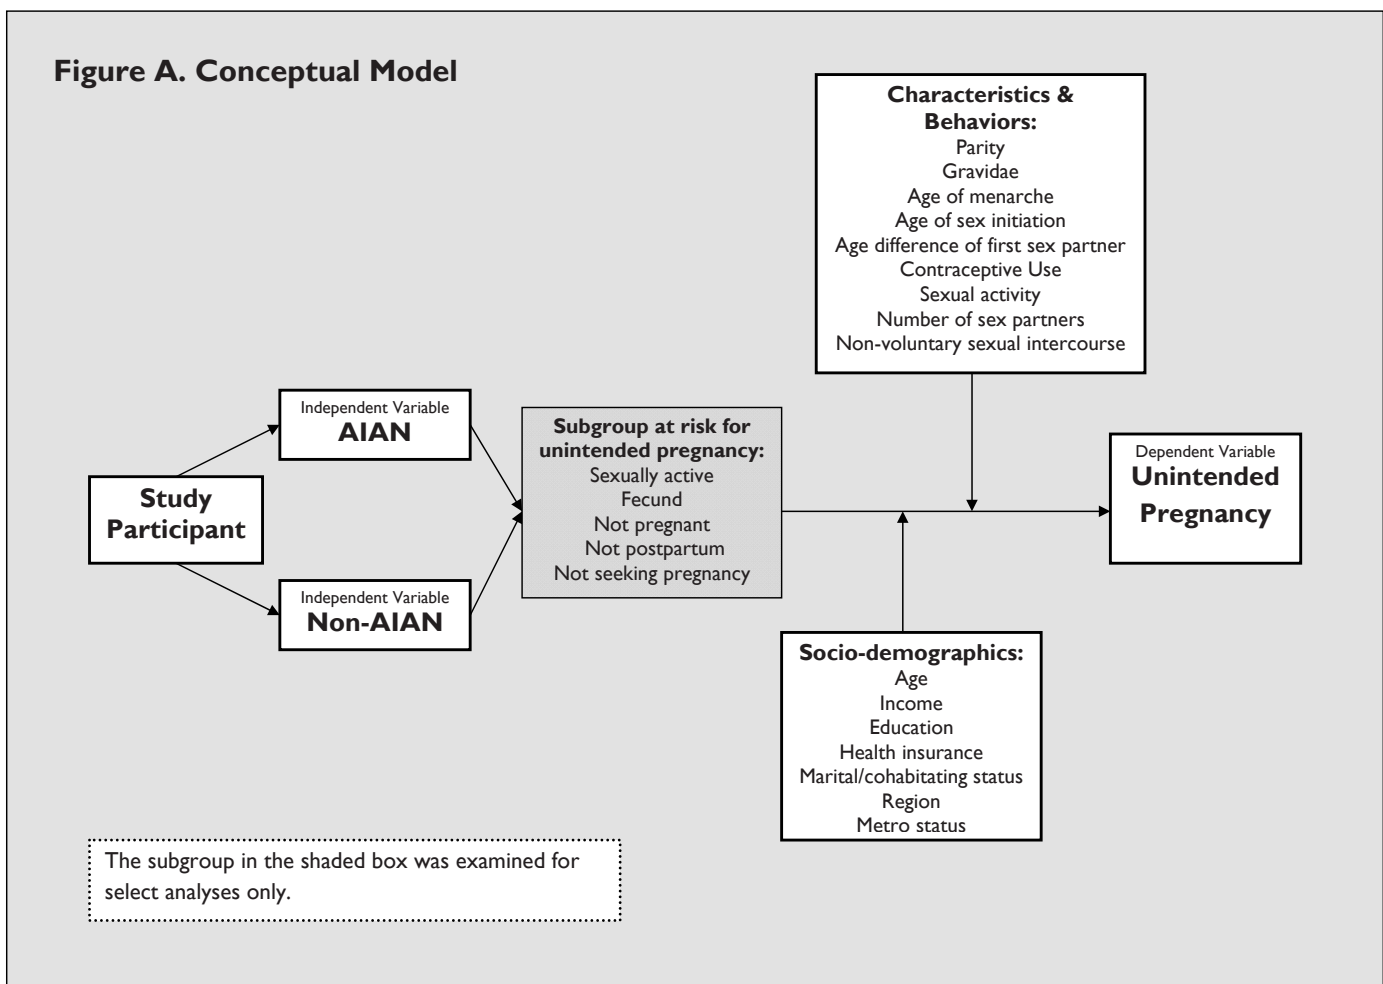 Figure A. Conceptual Model
Characteristics &
Behaviors:
Parity
Gravidae
Age of menarche
Age of sex initiation
Age difference of first sex partner
Contraceptive Use
Sexual activity
Number of sex partners
Non-voluntary sexual intercourse
Study
Participant
Independent Variable
AIAN
Independent Variable
Non-AIAN
Subgroup at risk for
unintended pregnancy:
Sexually active
Fecund
Not pregnant
Not postpartum
Not seeking pregnancy
Dependent Variable
Unintended
Pregnancy
Socio-demographics:
Age
Income
Education
Health insurance
Marital/cohabitating status
Region
Metro status
The subgroup in the shaded box was examined for
select analyses only.